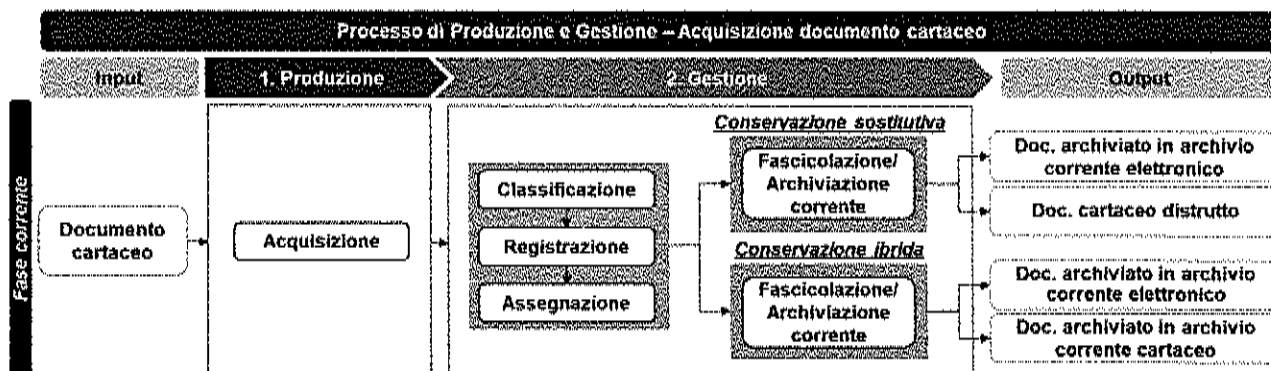 Processo di Produzione e Gestione – Acquisizione documento cartaceo
Input
1. Produzione
2. Gestione
Output
Fase corrente
Documento
cartaceo
Acquisizione
Classificazione
Registrazione
Assegnazione
Conservazione sostitutiva
Fascicolazione/
Archiviazione
corrente
Conservazione ibrida
Fascicolazione/
Archiviazione
corrente
Doc. archiviato in archivio
corrente elettronico
Doc. cartaceo distrutto
Doc. archiviato in archivio
corrente elettronico
Doc. archiviato in archivio
corrente cartaceo